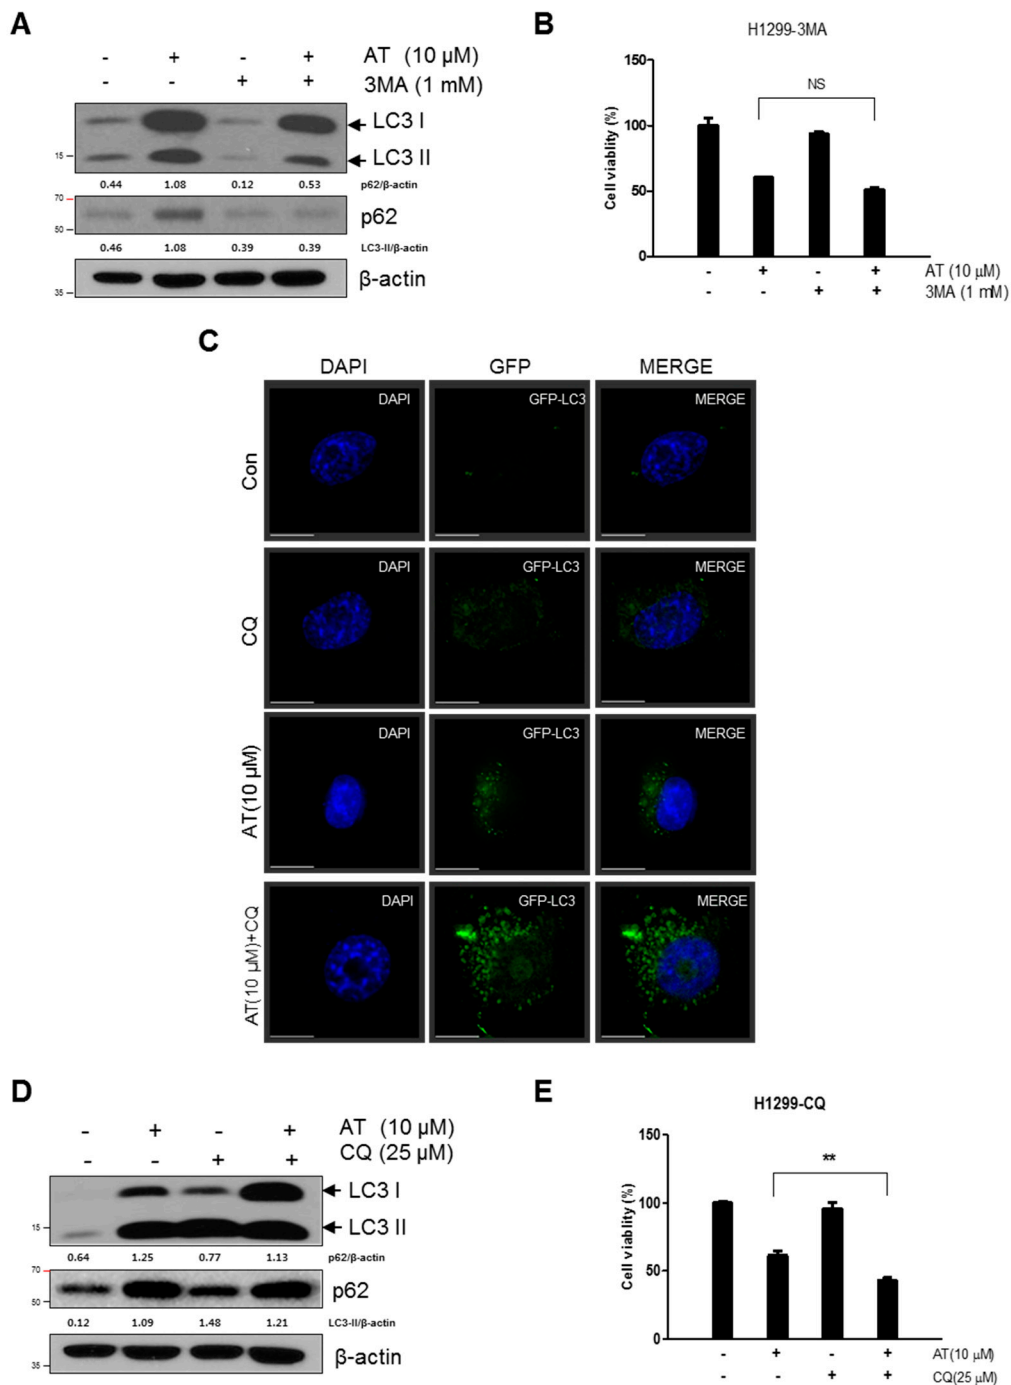 A
- + - + AT (10 µM)
- - + + 3MA (1 mM)
LC3 I
15
LC3 II
0.44 1.08 0.12 0.53 p62/β-actin
70
p62
50
0.46 1.08 0.39 0.39 LC3-II/β-actin
β-actin
35
B
H1299-3MA
Cell viablity (%)
150
100
50
0
NS
- + - + AT (10 µM)
- - + + 3MA (1 mM)
C
DAPI GFP MERGE
Con
DAPI GFP-LC3 MERGE
CQ
DAPI GFP-LC3 MERGE
AT(10 µM)
DAPI GFP-LC3 MERGE
AT(10 µM)+CQ
DAPI GFP-LC3 MERGE
D
- + - + AT (10 µM)
- - + + CQ (25 µM)
LC3 I
15
LC3 II
0.64 1.25 0.77 1.13 p62/β-actin
70
p62
50
0.12 1.09 1.48 1.21 LC3-II/β-actin
β-actin
35
E
H1299-CQ
Cell viablity (%)
150
100
50
0
**
- + - + AT(10 µM)
- - + + CQ(25 µM)